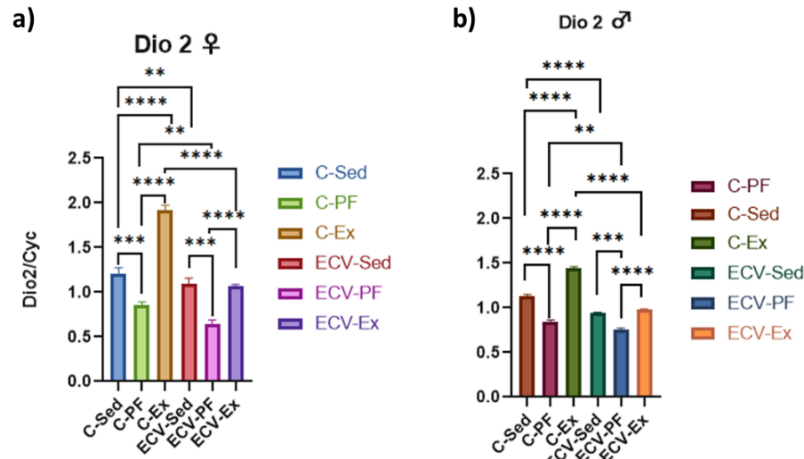 a)
Dio 2 ♀
**
****
**
****
****
****
***
***
Dio2/Cyc
2.5
2.0
1.5
1.0
0.5
0.0
C-Sed
C-PF
C-Ex
ECV-Sed
ECV-PF
ECV-Ex
C-Sed
C-PF
C-Ex
ECV-Sed
ECV-PF
ECV-Ex
b)
Dio 2 ♂
****
****
**
****
****
***
****
****
2.5
2.0
1.5
1.0
0.5
0.0
C-Sed
C-PF
C-Ex
ECV-Sed
ECV-PF
ECV-Ex
C-PF
C-Sed
C-Ex
ECV-Sed
ECV-PF
ECV-Ex